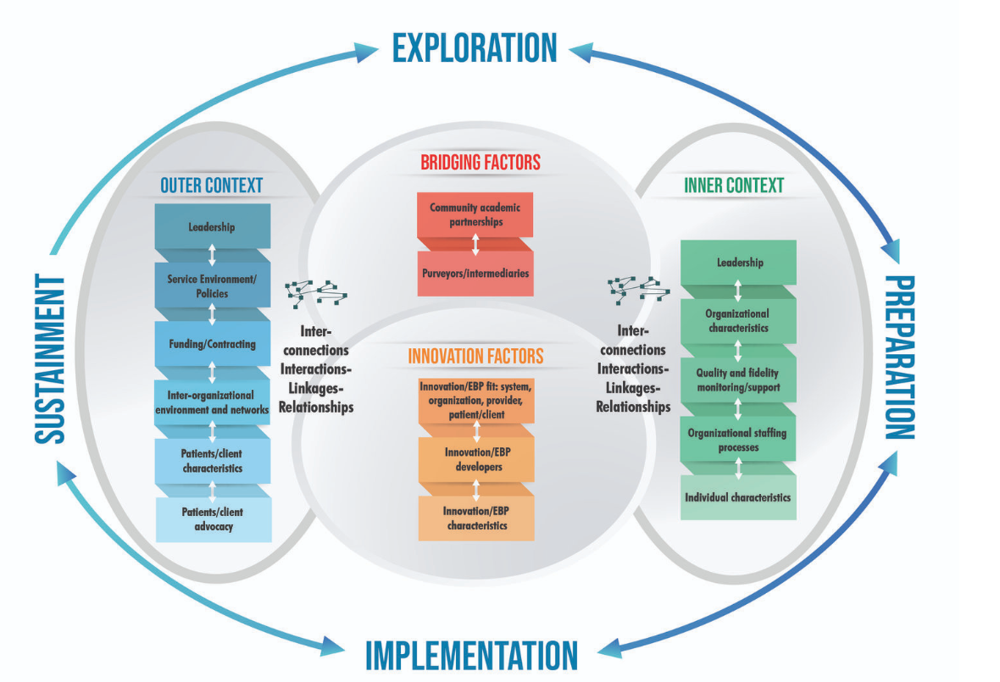 EXPLORATION
BRIDGING FACTORS
Community academic
partnerships
Purveyors/intermediaries
OUTER CONTEXT
Leadership
Service Environment/
Policies
Funding/Contracting
Inter-organizational
environment and networks
Patients/client
characteristics
Patients/client
advocacy
Inter-
connections
Interactions-
Linkages-
Relationships
INNOVATION FACTORS
Innovation/EBP fit: system,
organization, provider,
patient/client
Innovation/EBP
developers
Innovation/EBP
characteristics
Inter-
connections
Interactions-
Linkages-
Relationships
INNER CONTEXT
Leadership
Organizational
characteristics
Quality and fidelity
monitoring/support
Organizational staffing
processes
Individual characteristics
SUSTAINMENT
PREPARATION
IMPLEMENTATION